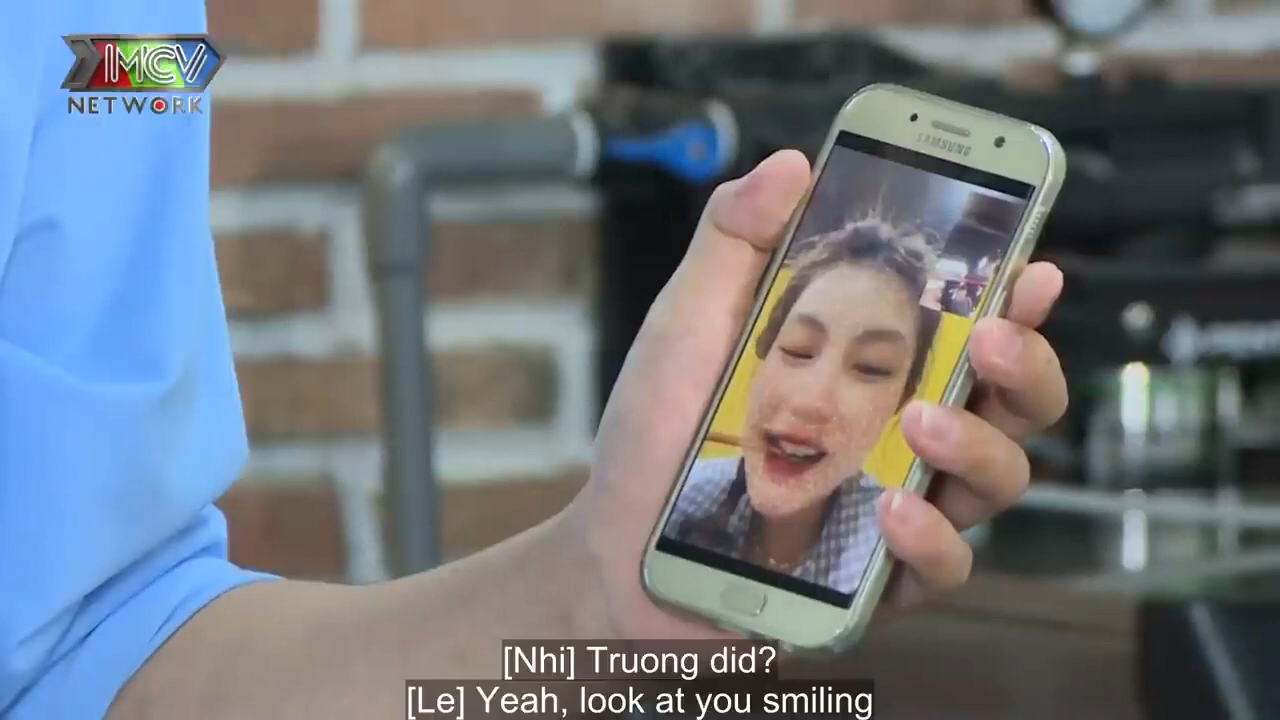 MCV
NETWORK
SAMSUNG
[Nhi] Truong did?
[Le] Yeah, look at you smiling